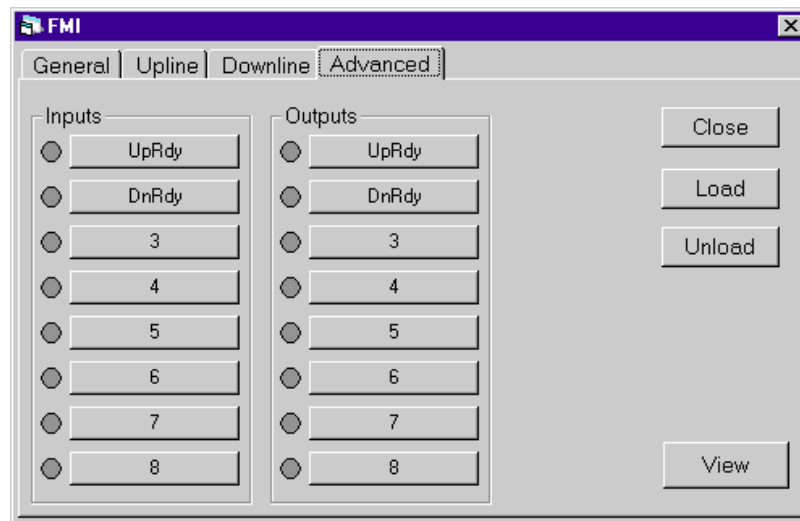 FMI
General Upline Downline Advanced
Inputs
UpRdy
DnRdy
3
4
5
6
7
8
Outputs
UpRdy
DnRdy
3
4
5
6
7
8
Close
Load
Unload
View